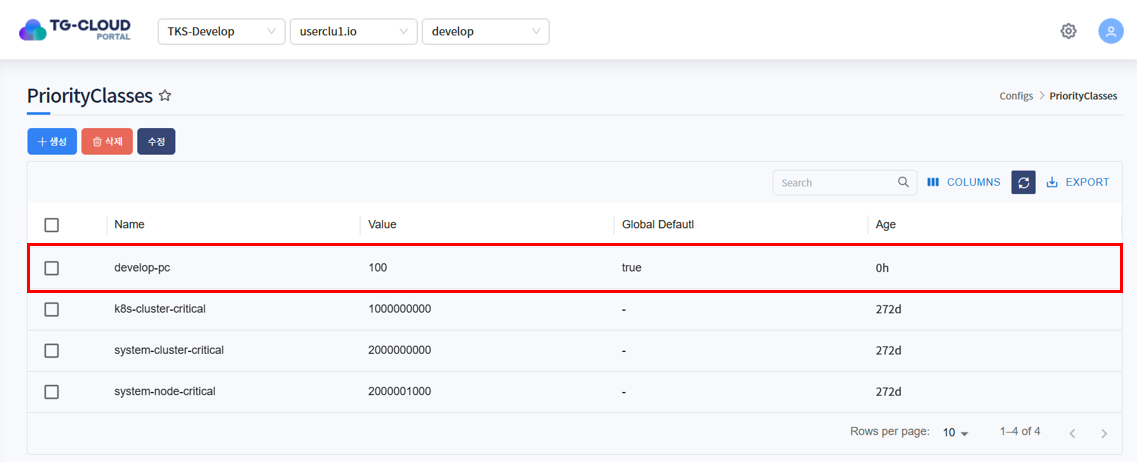 TG-CLOUD
PORTAL
TKS-Develop userclu1.io develop
PriorityClasses
Configs > PriorityClasses
+ 생성 삭제 수정
Search COLUMNS EXPORT
Name Value Global Defautl Age
develop-pc 100 true 0h
k8s-cluster-critical 1000000000 - 272d
system-cluster-critical 2000000000 - 272d
system-node-critical 2000001000 - 272d
Rows per page: 10 1–4 of 4